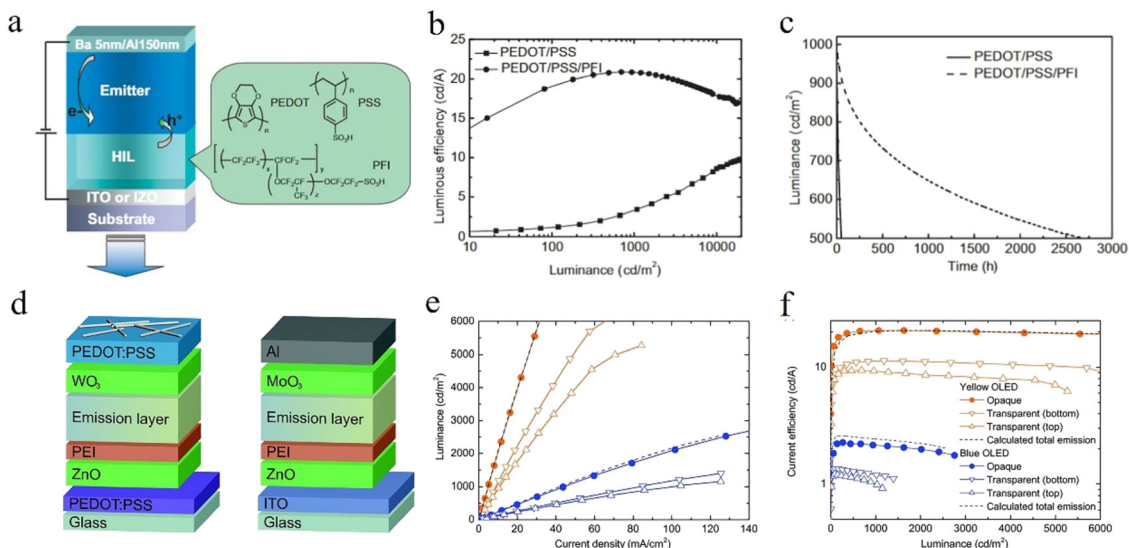 a
Ba 5nm/Al150nm
Emitter
e-
h+
HIL
ITO or IZO
Substrate
PEDOT
PSS
n
n
S
O
O
SO₃H
PFI
(CF₂CF₂)x CFCF₂ y
(OCF₂CF)z OCF₂CF₂-SO₃H
CF₃
b
Luminous efficiency (cd/A)
25
20
15
10
5
0
PEDOT/PSS
PEDOT/PSS/PFI
10 100 1000 10000
Luminance (cd/m²)
c
Luminance (cd/m²)
1000
900
800
700
600
500
PEDOT/PSS
PEDOT/PSS/PFI
0 500 1000 1500 2000 2500 3000
Time (h)
d
PEDOT:PSS
WO₃
Emission layer
PEI
ZnO
PEDOT:PSS
Glass
Al
MoO₃
Emission layer
PEI
ZnO
ITO
Glass
e
Luminance (cd/m²)
6000
5000
4000
3000
2000
1000
0
0 20 40 60 80 100 120 140
Current density (mA/cm²)
f
Current efficiency (cd/A)
10
1
Yellow OLED
Opaque
Transparent (bottom)
Transparent (top)
Calculated total emission
Blue OLED
Opaque
Transparent (bottom)
Transparent (top)
Calculated total emission
0 1000 2000 3000 4000 5000 6000
Luminance (cd/m²)